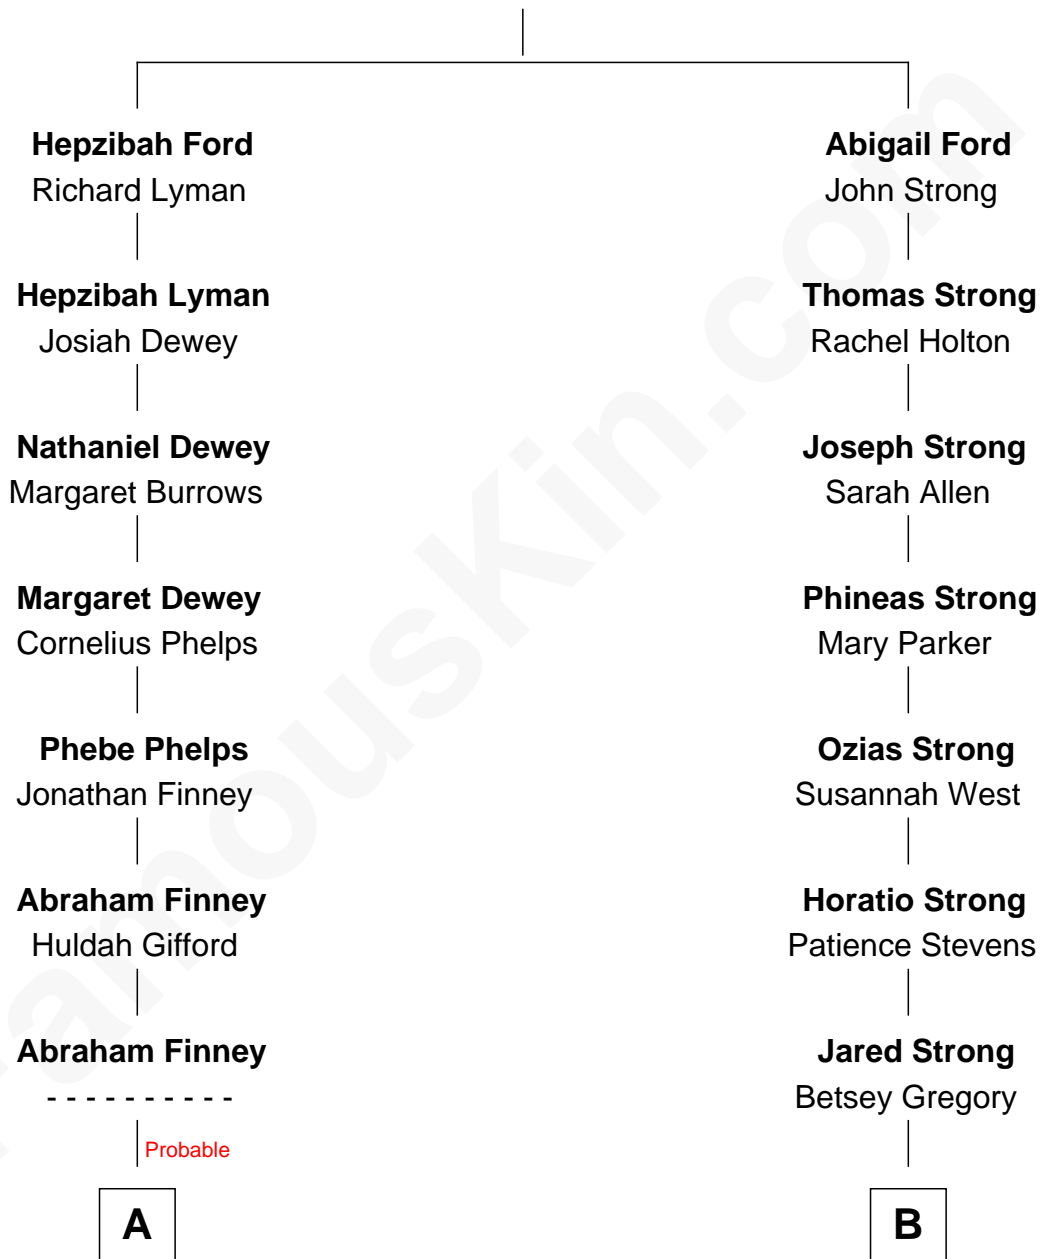 Hepzibah Ford
Richard Lyman
Hepzibah Lyman
Josiah Dewey
Nathaniel Dewey
Margaret Burrows
Margaret Dewey
Cornelius Phelps
Phebe Phelps
Jonathan Finney
Abraham Finney
Huldah Gifford
Abraham Finney
- - - - - - - - - -
Probable
A
Abigail Ford
John Strong
Thomas Strong
Rachel Holton
Joseph Strong
Sarah Allen
Phineas Strong
Mary Parker
Ozias Strong
Susannah West
Horatio Strong
Patience Stevens
Jared Strong
Betsey Gregory
B
FamousKin.com